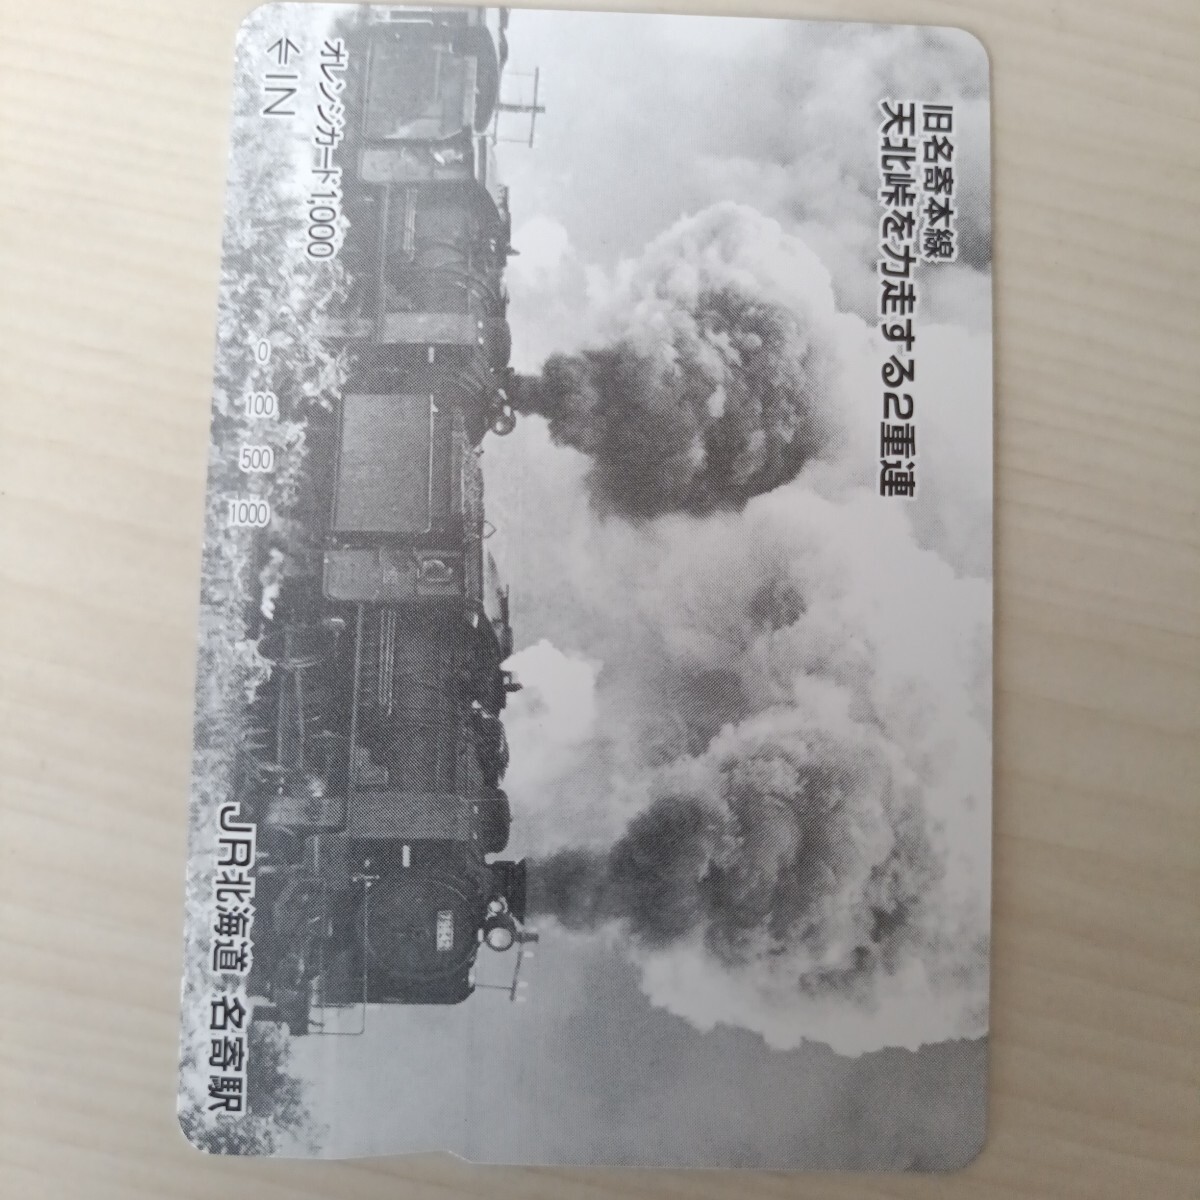 旧名寄本線
天北峠を力走する2重連
オレンジカード1,000
⇐IN
0
100
500
1000
JR北海道 名寄駅